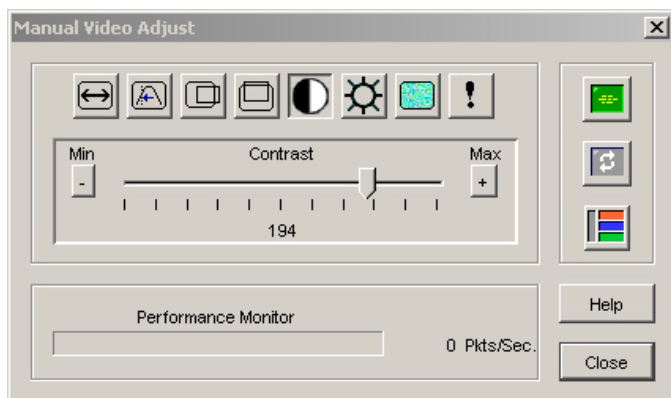 Manual Video Adjust
Min Contrast Max
- +
194
Performance Monitor
0 Pkts/Sec.
Help
Close